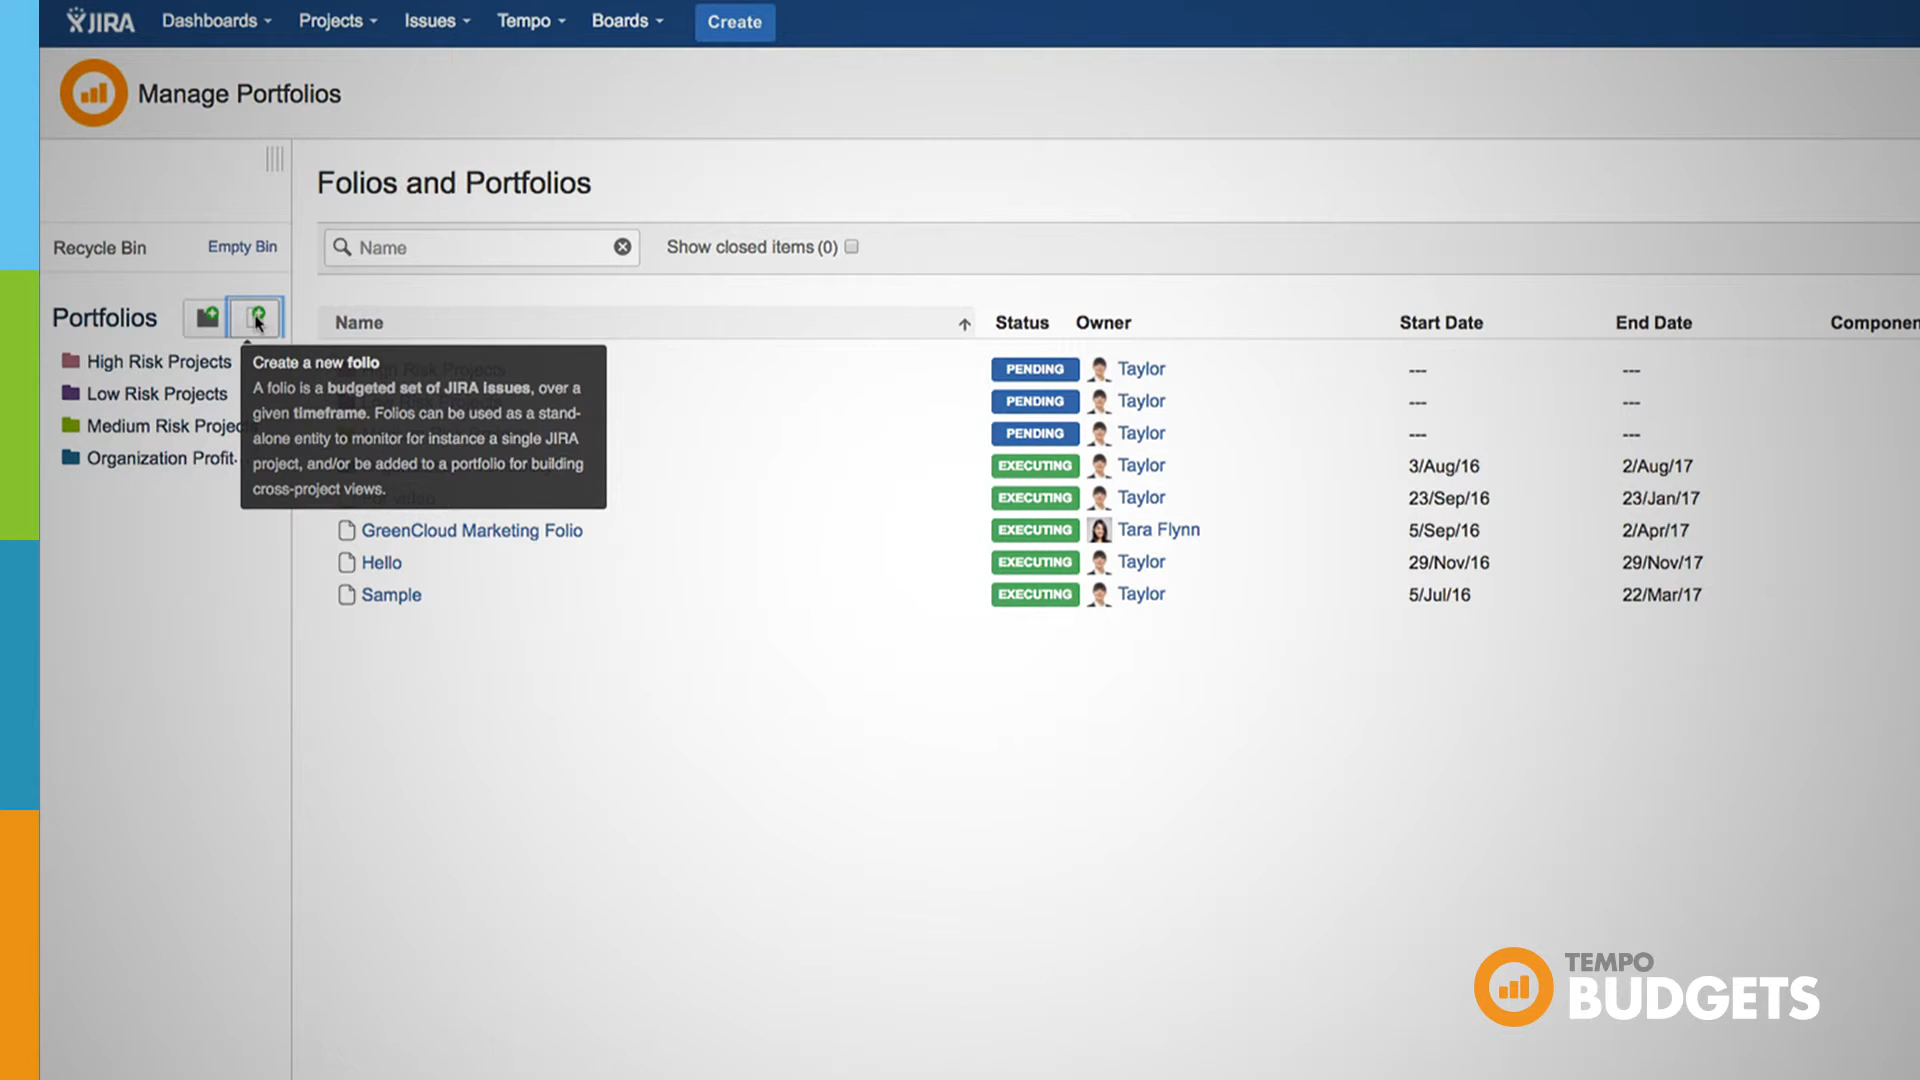 JIRA Dashboards Projects Issues Tempo Boards Create
Manage Portfolios
Folios and Portfolios
Recycle Bin Empty Bin
Name
Show closed items (0)
Portfolios
Name Status Owner Start Date End Date Componen
High Risk Projects
Low Risk Projects
Medium Risk Projec
Organization Profit.
Create a new folio
A folio is a budgeted set of JIRA issues, over a
given timeframe. Folios can be used as a stand-
alone entity to monitor for instance a single JIRA
project, and/or be added to a portfolio for building
cross-project views.
PENDING Taylor --- ---
PENDING Taylor --- ---
PENDING Taylor --- ---
EXECUTING Taylor 3/Aug/16 2/Aug/17
EXECUTING Taylor 23/Sep/16 23/Jan/17
GreenCloud Marketing Folio EXECUTING Tara Flynn 5/Sep/16 2/Apr/17
Hello EXECUTING Taylor 29/Nov/16 29/Nov/17
Sample EXECUTING Taylor 5/Jul/16 22/Mar/17
TEMPO
BUDGETS